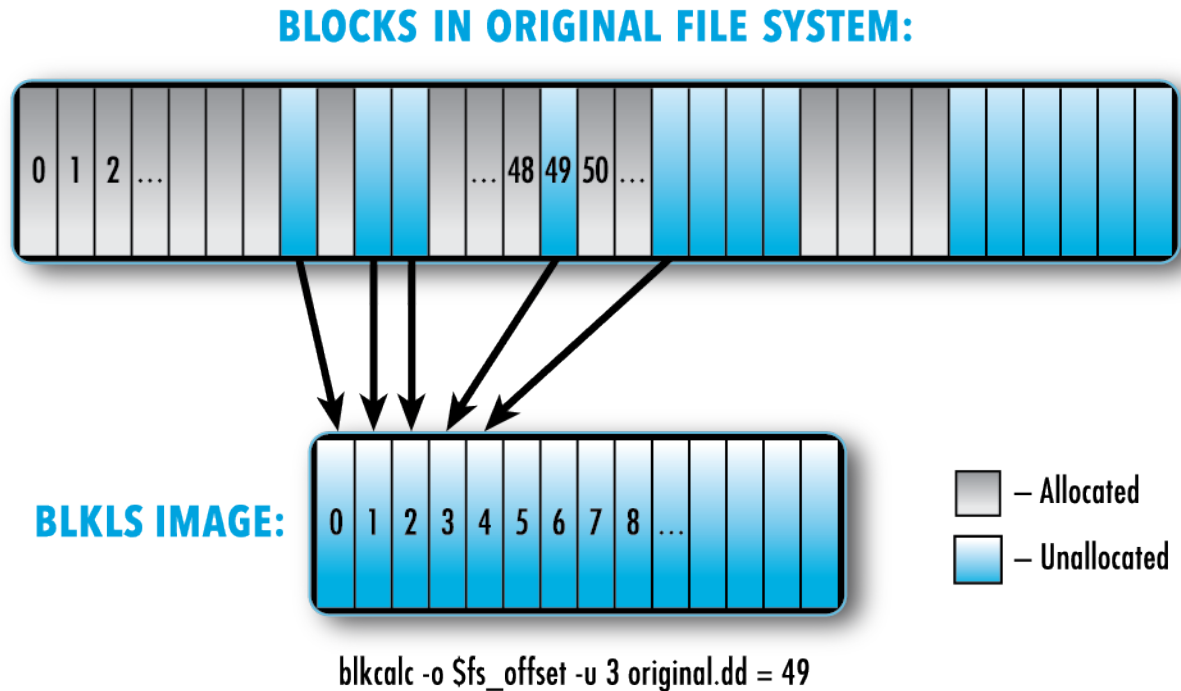 BLOCKS IN ORIGINAL FILE SYSTEM:
0 1 2 ... ... 48 49 50 ...
BLKLS IMAGE:
0 1 2 3 4 5 6 7 8 ...
– Allocated
– Unallocated
blkcalc -o $fs_offset -u 3 original.dd = 49